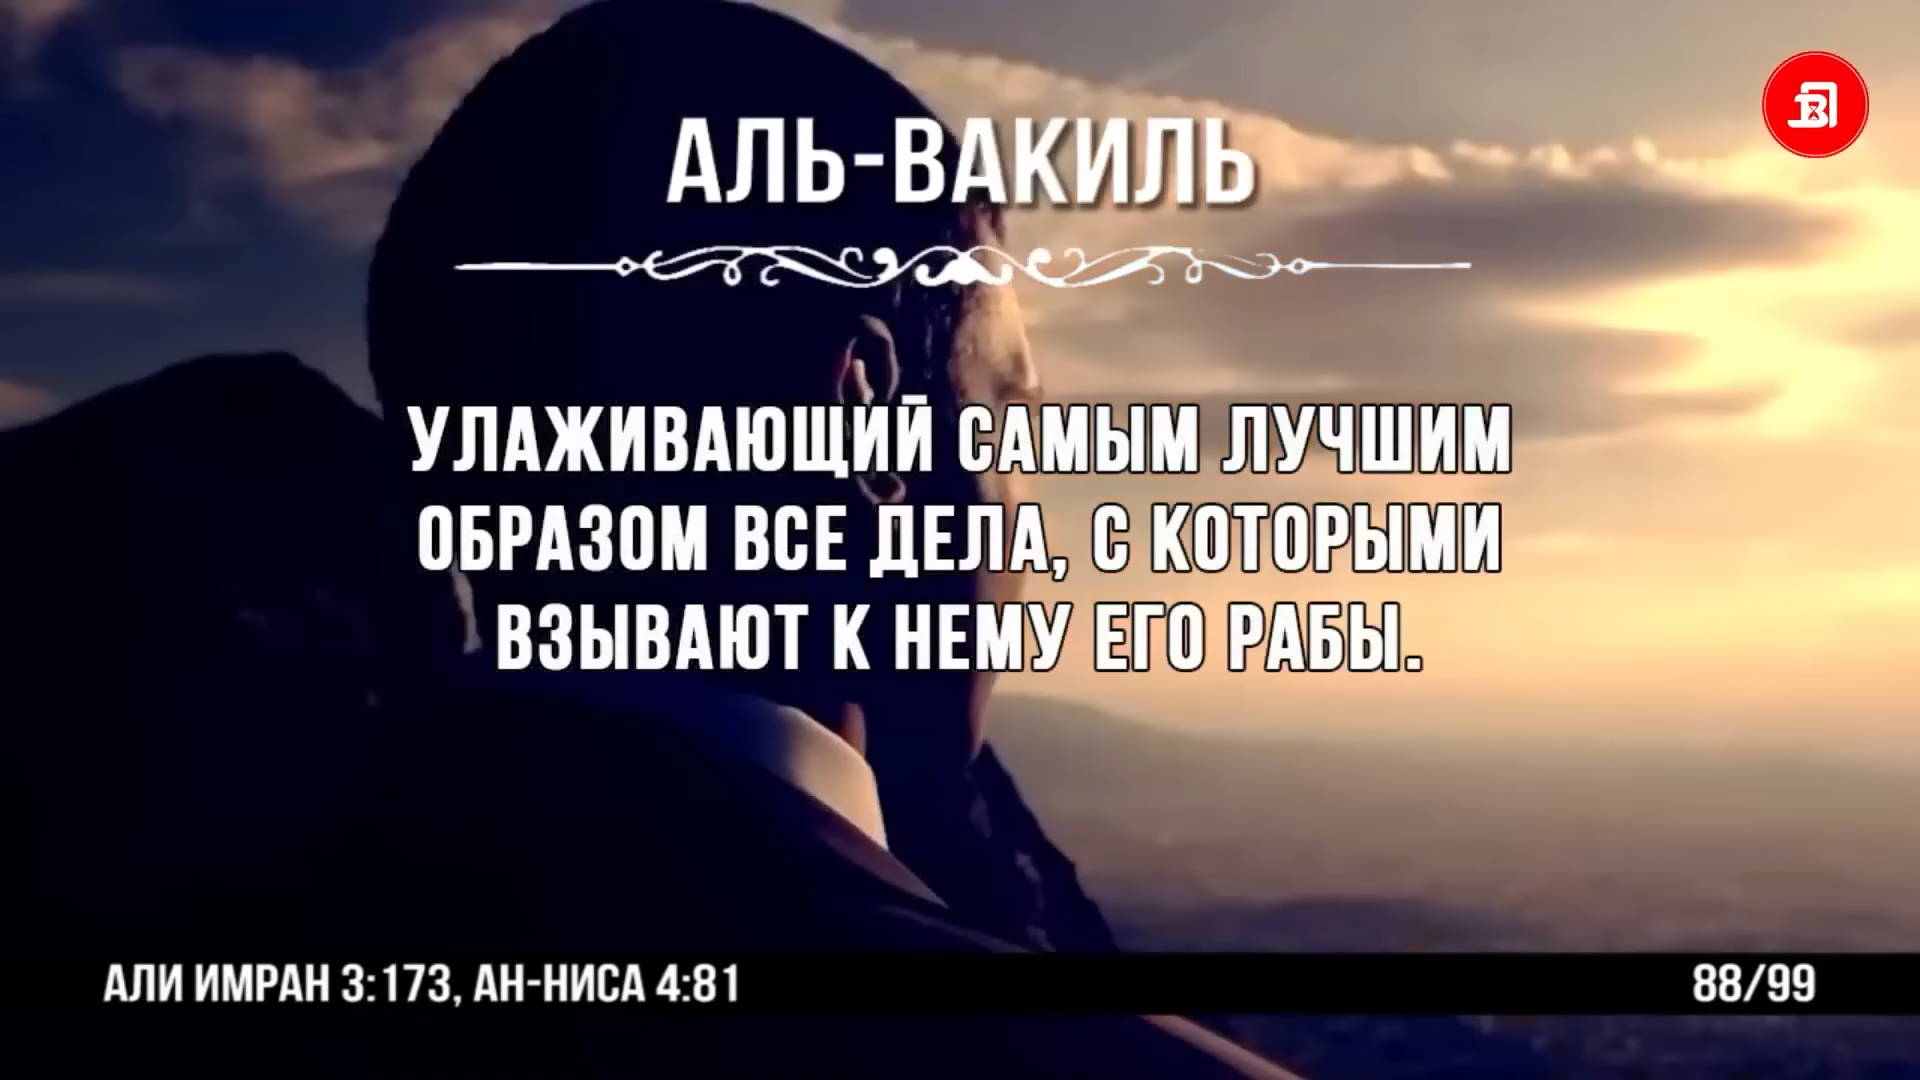 АЛЬ-ВАКИЛЬ
УЛАЖИВАЮЩИЙ САМЫМ ЛУЧШИМ
ОБРАЗОМ ВСЕ ДЕЛА, С КОТОРЫМИ
ВЗЫВАЮТ К НЕМУ ЕГО РАБЫ.
АЛИ ИМРАН 3:173, АН-НИСА 4:81
88/99